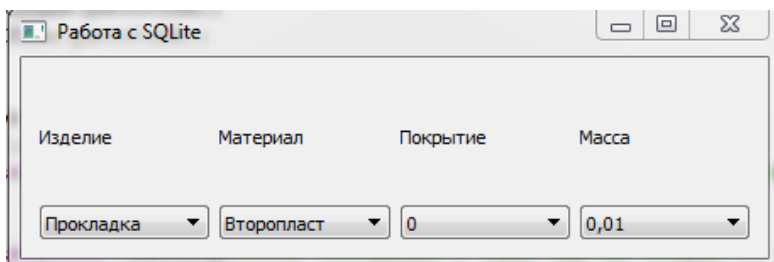 Работа с SQLite
Изделие Материал Покрытие Масса
Прокладка Второпласт 0 0,01